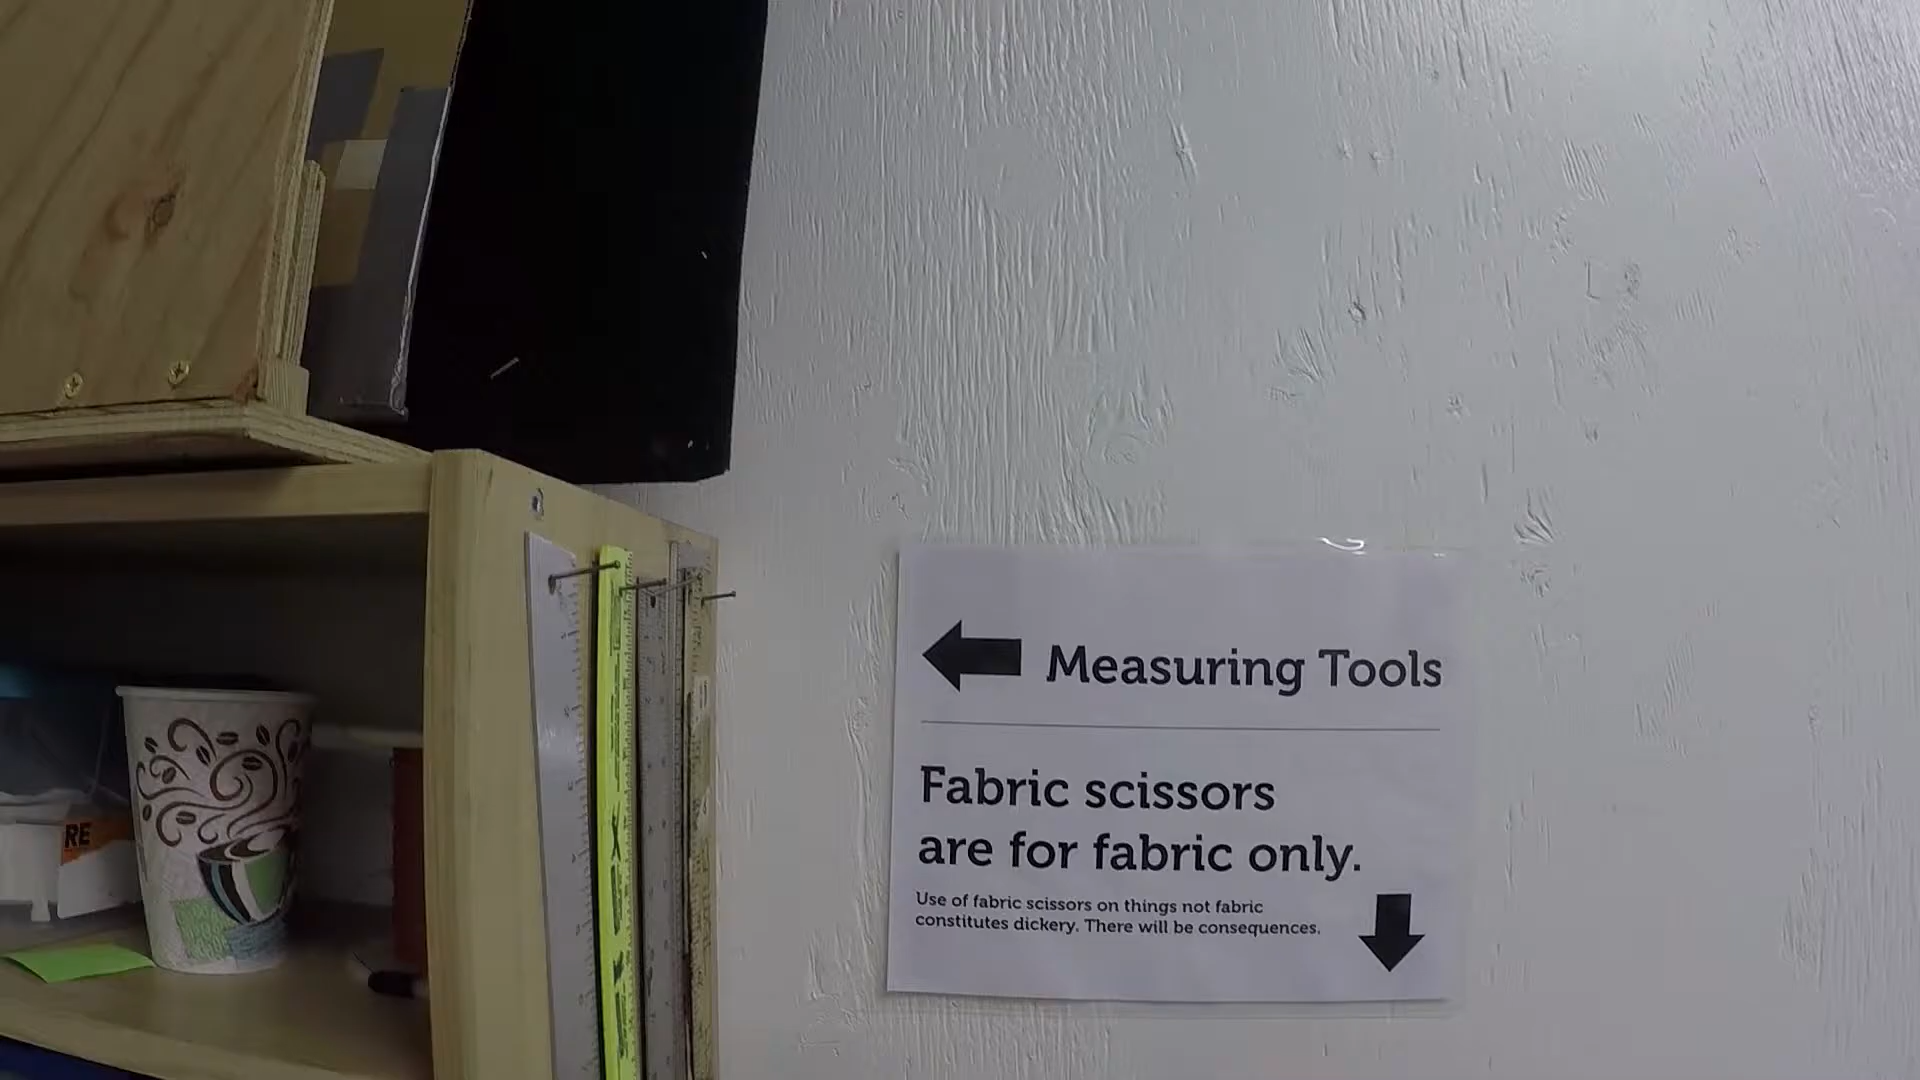 RE
Measuring Tools
Fabric scissors
are for fabric only.
Use of fabric scissors on things not fabric
constitutes dickery. There will be consequences.